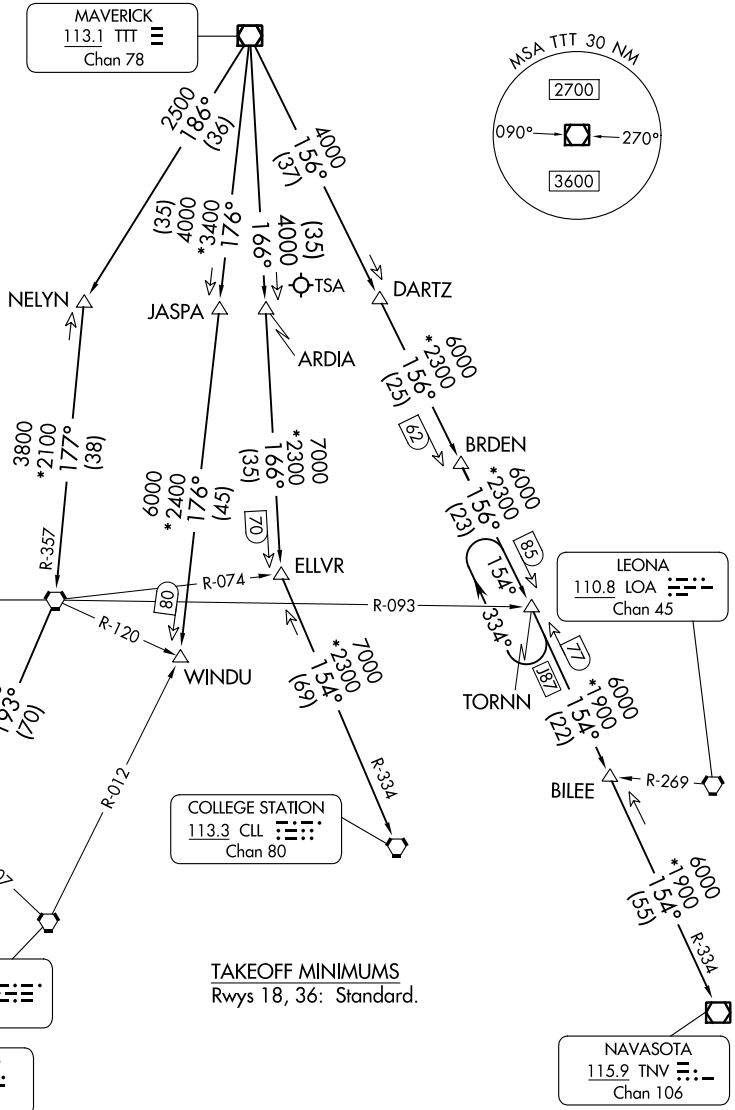 MAVERICK
113.1 TTT
Chan 78
MSA TTT 30 NM
2700
090°
270°
3600
2500
186°
(36)
(35)
4000
*3400
176°
(35)
4000
166°
4000
156°
(37)
TSA
NELYN
JASPA
ARDIA
DARTZ
3800
*2100
177°
(38)
R-357
6000
*2400
176°
(45)
7000
*2300
166°
(35)
6000
*2300
156°
(25)
62
BRDEN
6000
*2300
156°
(23)
85
70
ELLVR
R-074
80
R-093
R-120
WINDU
154°
334°
TORNN
J87
77
LEONA
110.8 LOA
Chan 45
193°
(70)
7000
*2300
154°
(69)
R-334
6000
*1900
154°
(22)
BILEE
R-269
R-012
COLLEGE STATION
113.3 CLL
Chan 80
07
6000
*1900
154°
(55)
R-334
TAKEOFF MINIMUMS
Rwys 18, 36: Standard.
NAVASOTA
115.9 TNV
Chan 106